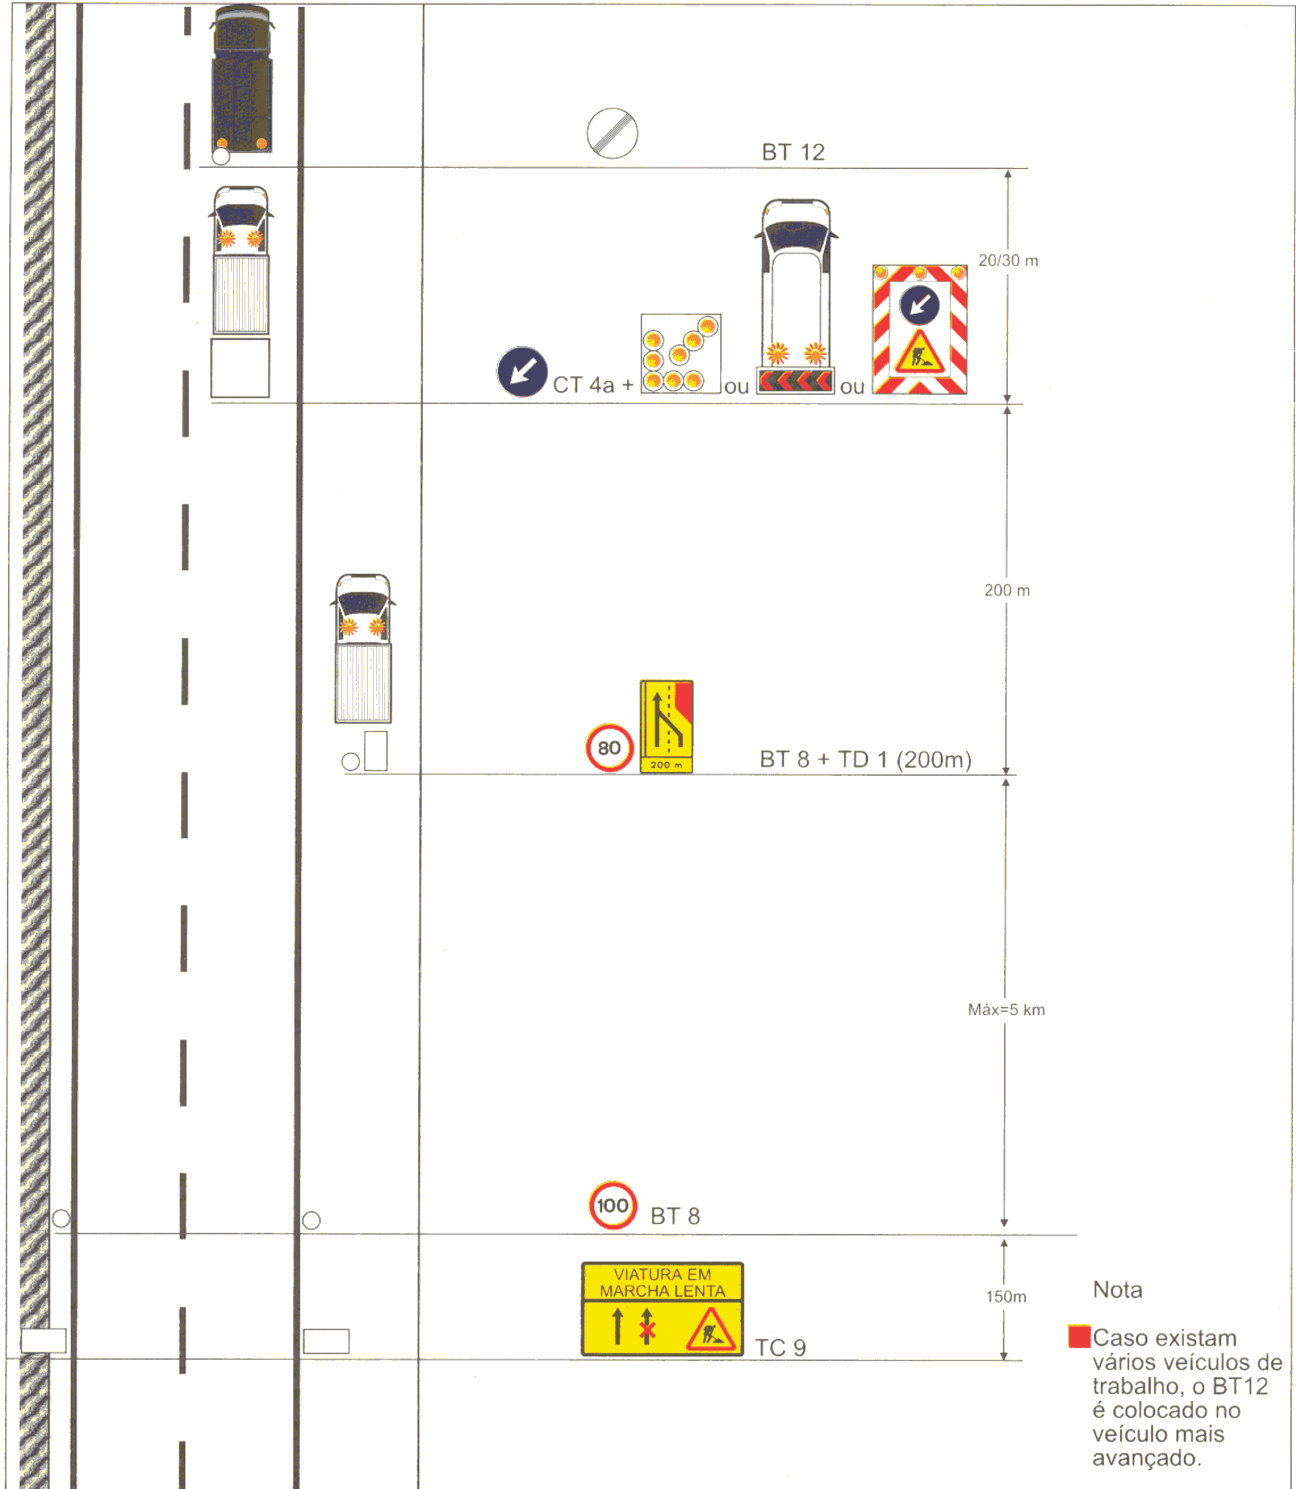 BT 12
20/30 m
CT 4a + ou ou
200 m
80
200 m
BT 8 + TD 1 (200m)
Máx=5 km
100
BT 8
VIATURA EM
MARCHA LENTA
150m
TC 9
Nota
Caso existam
vários veículos de
trabalho, o BT12
é colocado no
veículo mais
avançado.